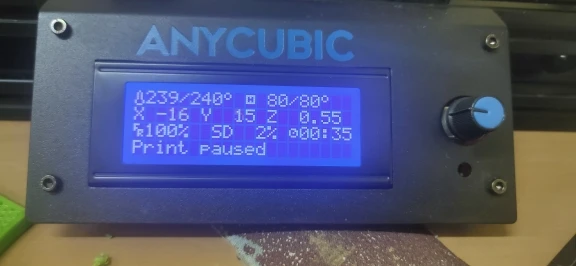 ANYCUBIC
239/240° 80/80°
X -16 Y 15 Z 0.55
100% SD 2% 00:35
Print paused